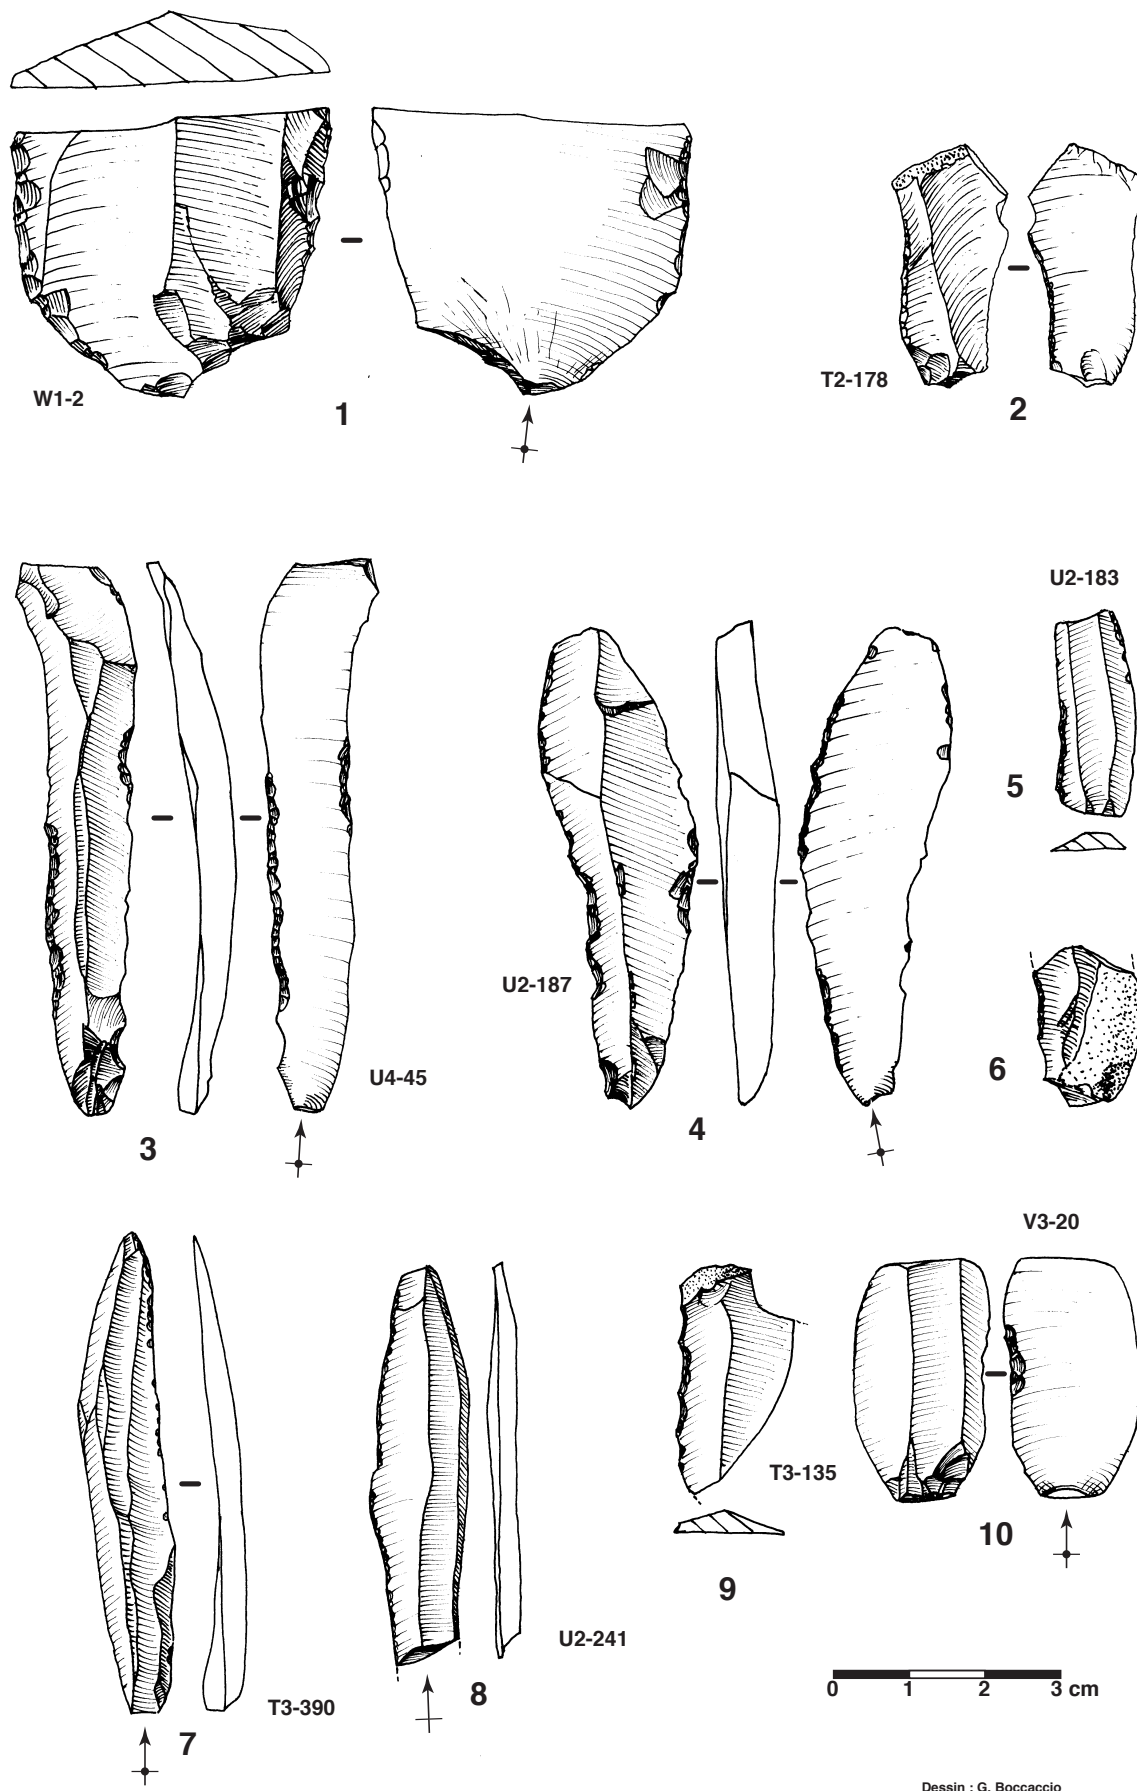 W1-2
1
T2-178
2
U2-183
5
U4-45
3
U2-187
4
6
V3-20
T3-135
9
10
T3-390
7
U2-241
8
0 1 2 3 cm
Dessin : G. Boccaccio